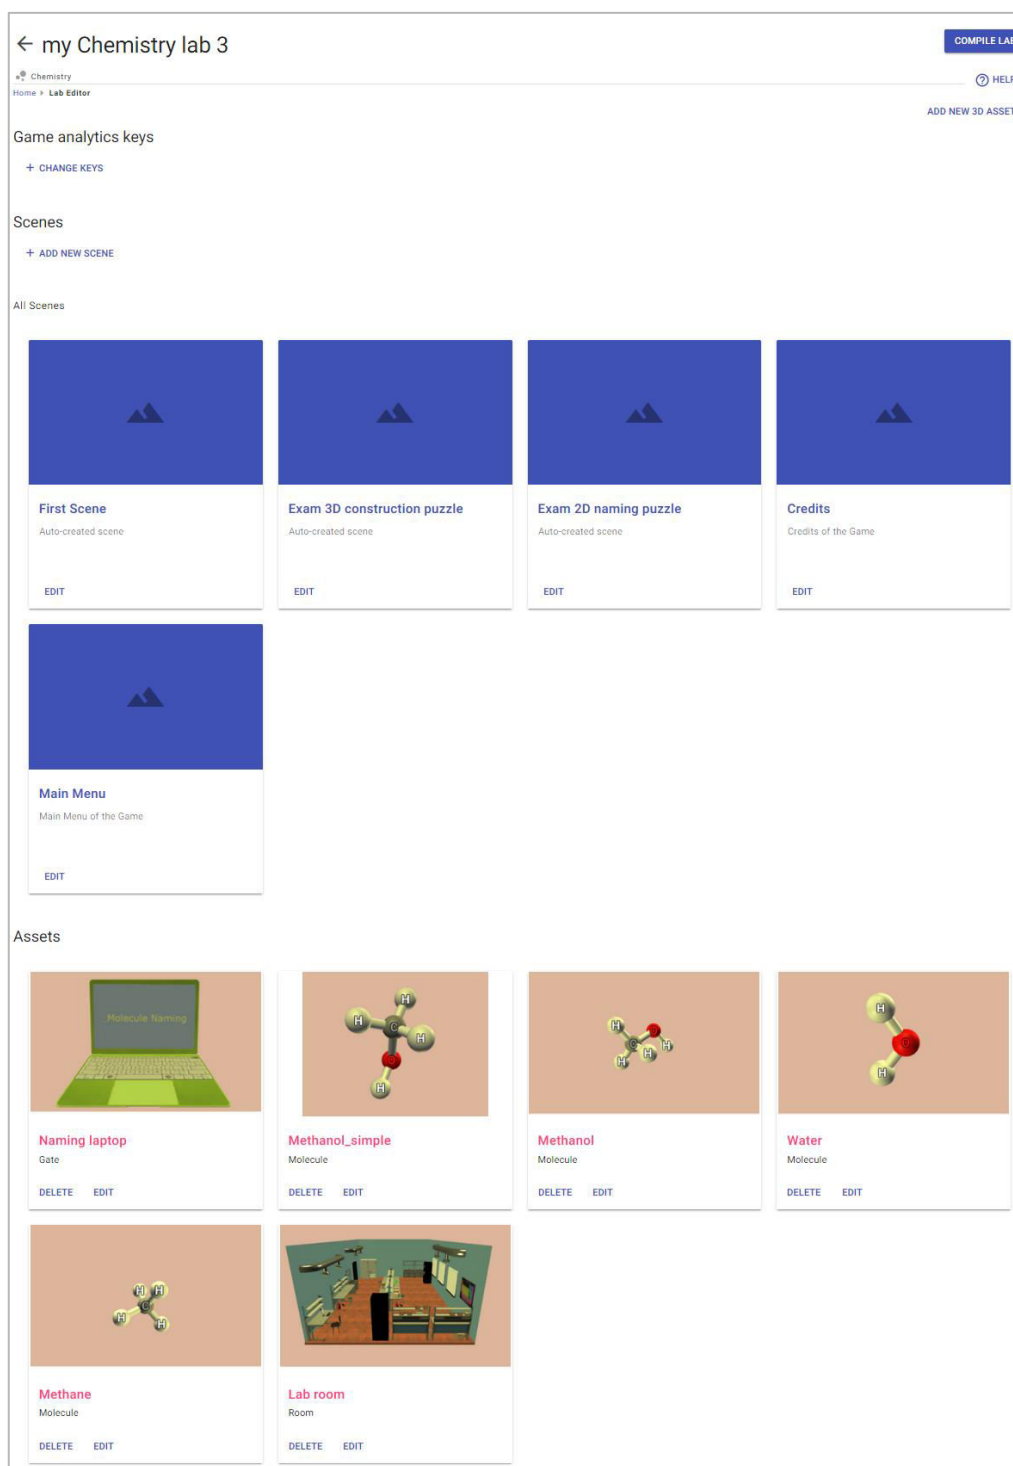 my Chemistry lab 3
COMPILE LAB
Chemistry
HELP
Home Lab Editor
ADD NEW 3D ASSET
Game analytics keys
+ CHANGE KEYS
Scenes
+ ADD NEW SCENE
All Scenes
First Scene
Auto-created scene
EDIT
Exam 3D construction puzzle
Auto-created scene
EDIT
Exam 2D naming puzzle
Auto-created scene
EDIT
Credits
Credits of the Game
EDIT
Main Menu
Main Menu of the Game
EDIT
Assets
Molecule Naming
Naming laptop
Gate
DELETE EDIT
H
H
C
H
O
H
Methanol_simple
Molecule
DELETE EDIT
H
O
C
H
H
H
Methanol
Molecule
DELETE EDIT
H
O
H
Water
Molecule
DELETE EDIT
H
H
C
H
H
Methane
Molecule
DELETE EDIT
Lab room
Room
DELETE EDIT